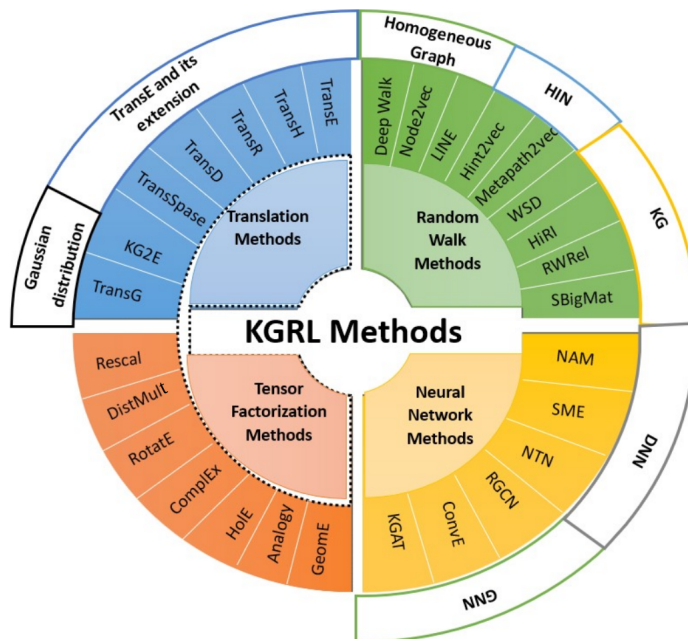 TransE and its
extension
Gaussian
distribution
TransE
TransH
TransR
TransD
TransSpase
KG2E
TransG
Translation
Methods
Homogeneous
Graph
HIN
KG
Deep Walk
Node2vec
LINE
Hint2vec
Metapath2vec
WSD
HiRI
RWRel
SBigMat
Random
Walk
Methods
KGRL Methods
Rescal
DistMult
RotatE
ComplEx
HolE
Analogy
GeomE
Tensor
Factorization
Methods
Neural
Network
Methods
NAM
SME
NTN
RGCN
ConvE
KGAT
DNN
GNN